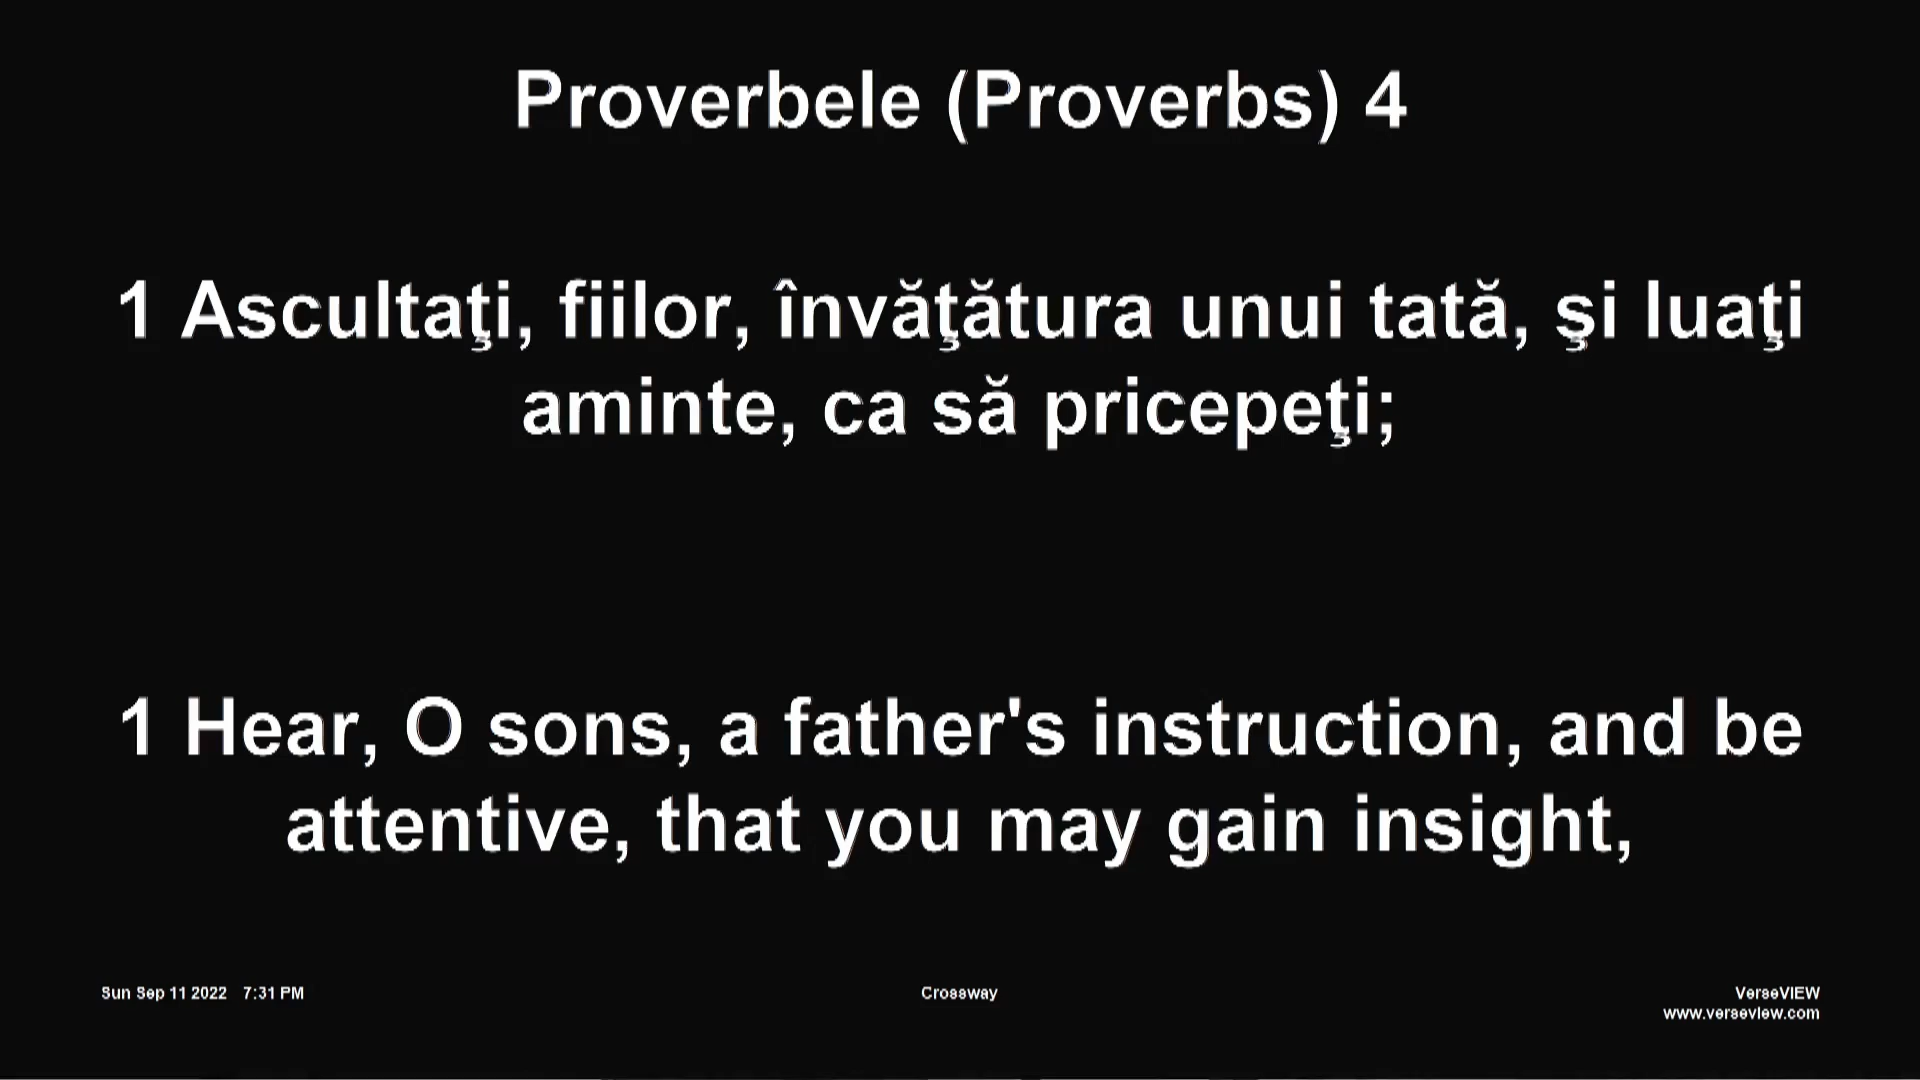 Proverbele (Proverbs) 4
1 Ascultaţi, fiilor, învăţătura unui tată, şi luaţi
aminte, ca să pricepeţi;
1 Hear, O sons, a father's instruction, and be
attentive, that you may gain insight,
Sun Sep 11 2022 7:31 PM
Crossway
VerseVIEW
www.verseview.com